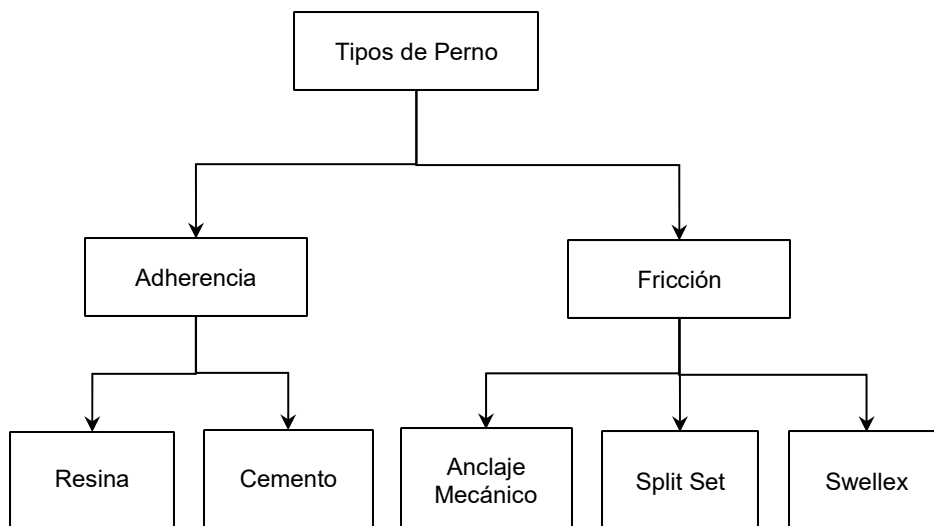 Tipos de Perno
Adherencia
Fricción
Resina
Cemento
Anclaje
Mecánico
Split Set
Swellex